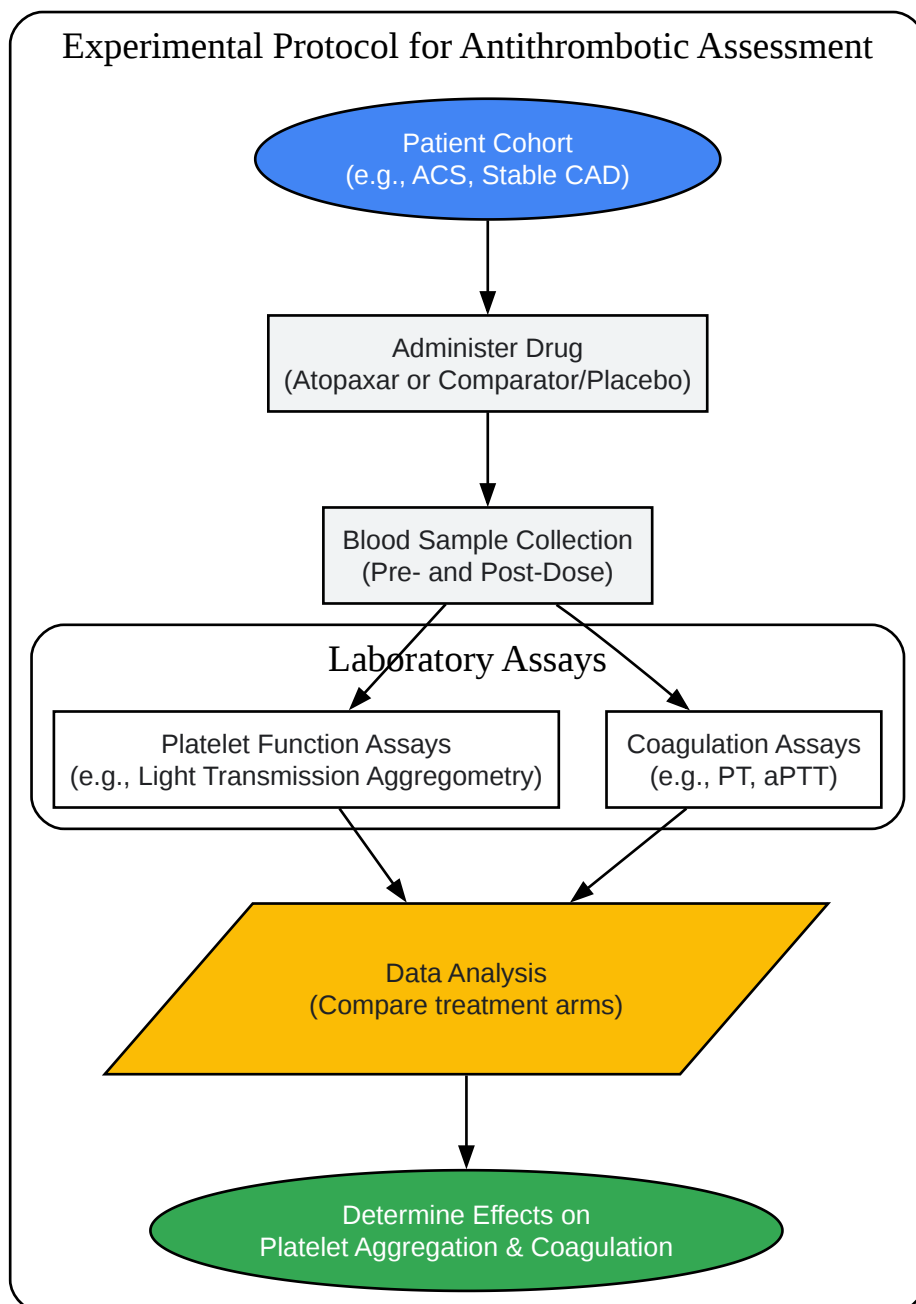 Experimental Protocol for Antithrombotic Assessment
Patient Cohort
(e.g., ACS, Stable CAD)
Administer Drug
(Atopaxar or Comparator/Placebo)
Blood Sample Collection
(Pre- and Post-Dose)
Laboratory Assays
Platelet Function Assays
(e.g., Light Transmission Aggregometry)
Coagulation Assays
(e.g., PT, aPTT)
Data Analysis
(Compare treatment arms)
Determine Effects on
Platelet Aggregation & Coagulation